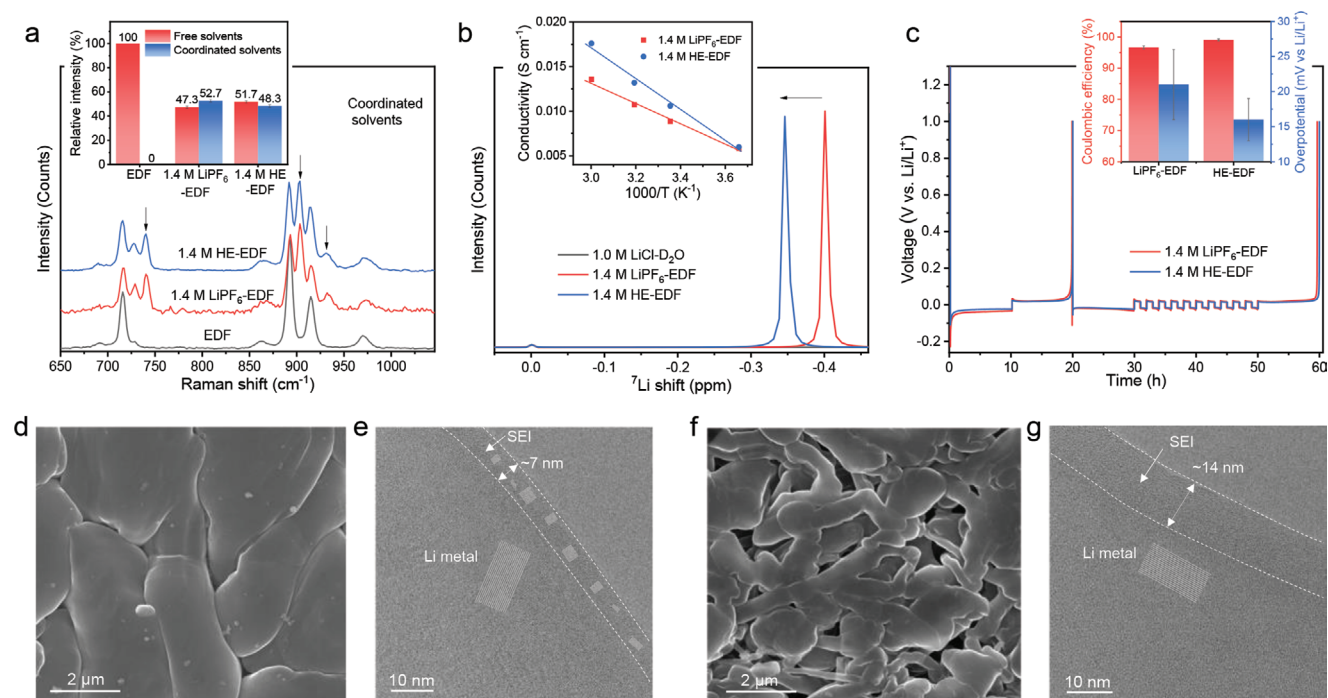 a
Relative intensity (%)
100
90
80
70
60
50
40
30
20
10
0
100
0
47.3
52.7
51.7
48.3
Free solvents
Coordinated solvents
EDF
1.4 M LiPF₆
-EDF
1.4 M HE
-EDF
Coordinated
solvents
Intensity (Counts)
1.4 M HE-EDF
1.4 M LiPF₆-EDF
EDF
650 700 750 800 850 900 950 1000
Raman shift (cm⁻¹)
b
Conductivity (S cm⁻¹)
0.020
0.015
0.010
0.005
1.4 M LiPF₆-EDF
1.4 M HE-EDF
3.0 3.2 3.4 3.6
1000/T (K⁻¹)
Intensity (Counts)
1.0 M LiCl-D₂O
1.4 M LiPF₆-EDF
1.4 M HE-EDF
0.0 -0.1 -0.2 -0.3 -0.4
⁷Li shift (ppm)
c
Coulombic efficiency (%)
100
90
80
70
60
30
25
20
15
10
Overpotential (mV vs Li/Li⁺)
LiPF₆-EDF
HE-EDF
Voltage (V vs. Li/Li⁺)
1.2
1.0
0.8
0.6
0.4
0.2
0.0
-0.2
1.4 M LiPF₆-EDF
1.4 M HE-EDF
0 10 20 30 40 50 60
Time (h)
d
2 µm
e
SEI
~7 nm
Li metal
10 nm
f
2 µm
g
SEI
~14 nm
Li metal
10 nm